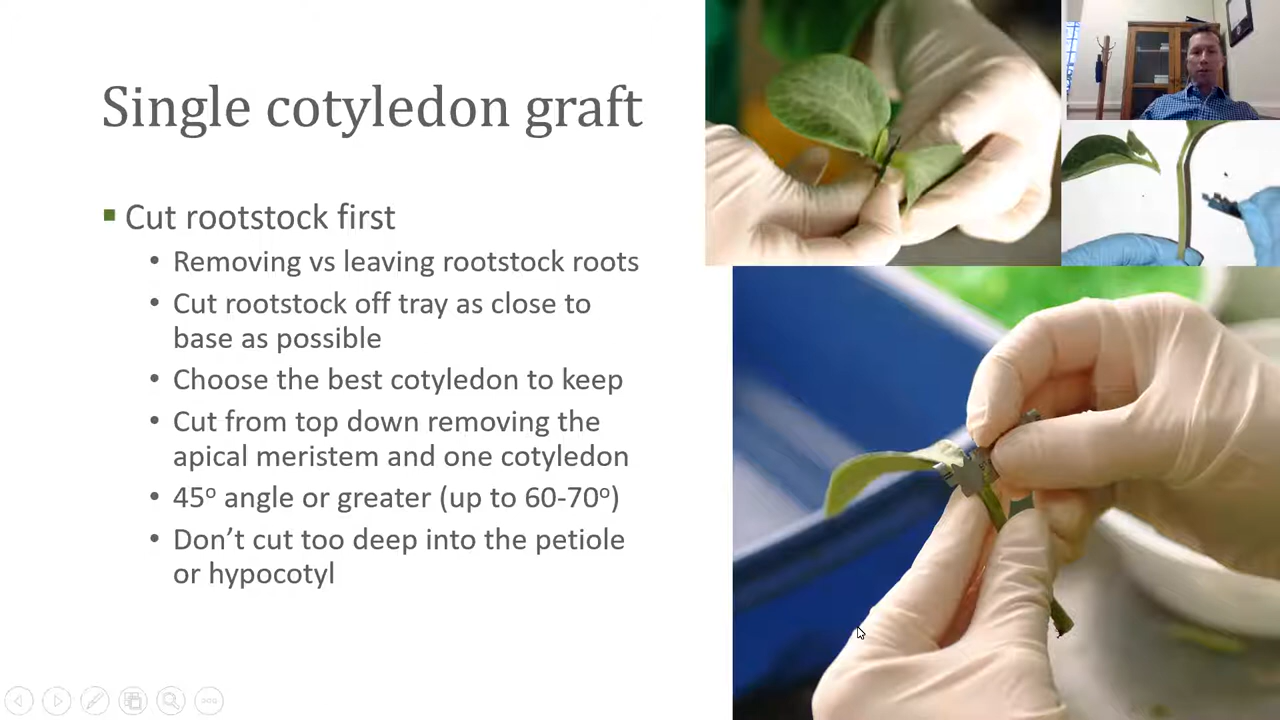 Single cotyledon graft
Cut rootstock first
Removing vs leaving rootstock roots
Cut rootstock off tray as close to
base as possible
Choose the best cotyledon to keep
Cut from top down removing the
apical meristem and one cotyledon
45º angle or greater (up to 60-70º)
Don’t cut too deep into the petiole
or hypocotyl